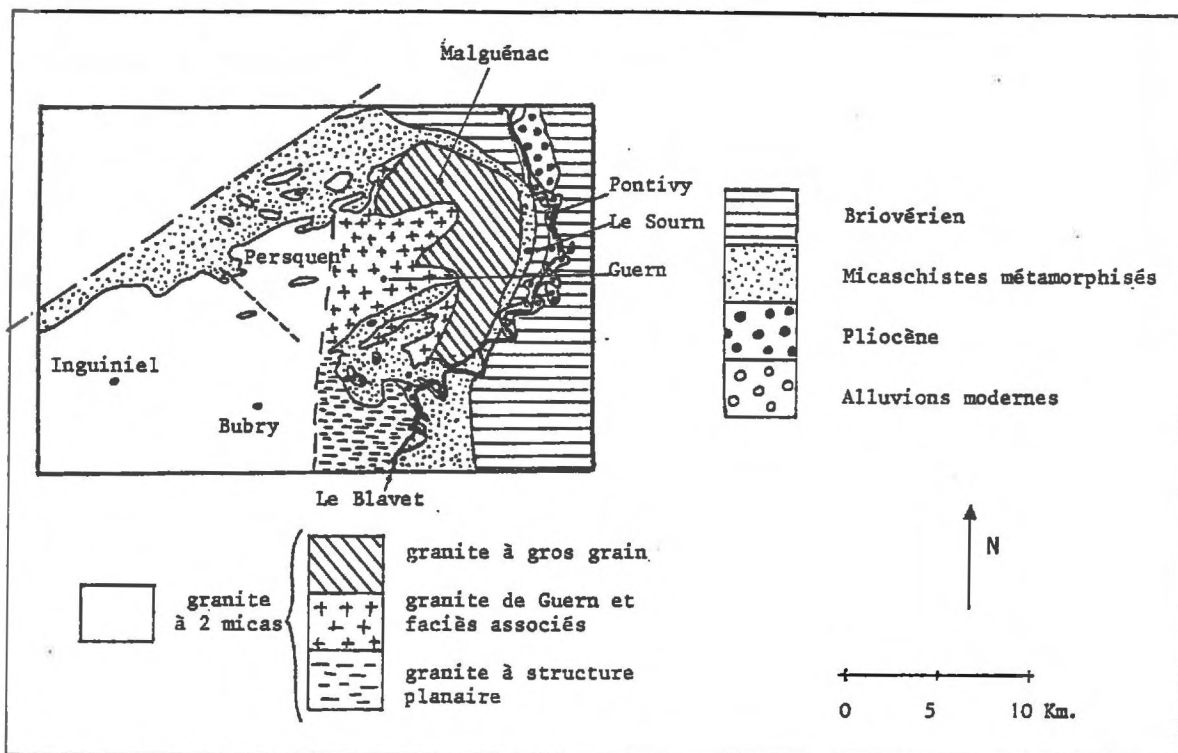 Malguénac
Pontivy
Le Sourn
Persquen
Guern
Inguiniel
Bubry
Le Blavet
Briovérien
Micaschistes métamorphisés
Pliocène
Alluvions modernes
granite
à 2 micas
granite à gros grain
granite de Guern et
faciès associés
granite à structure
planaire
N
0 5 10 Km.